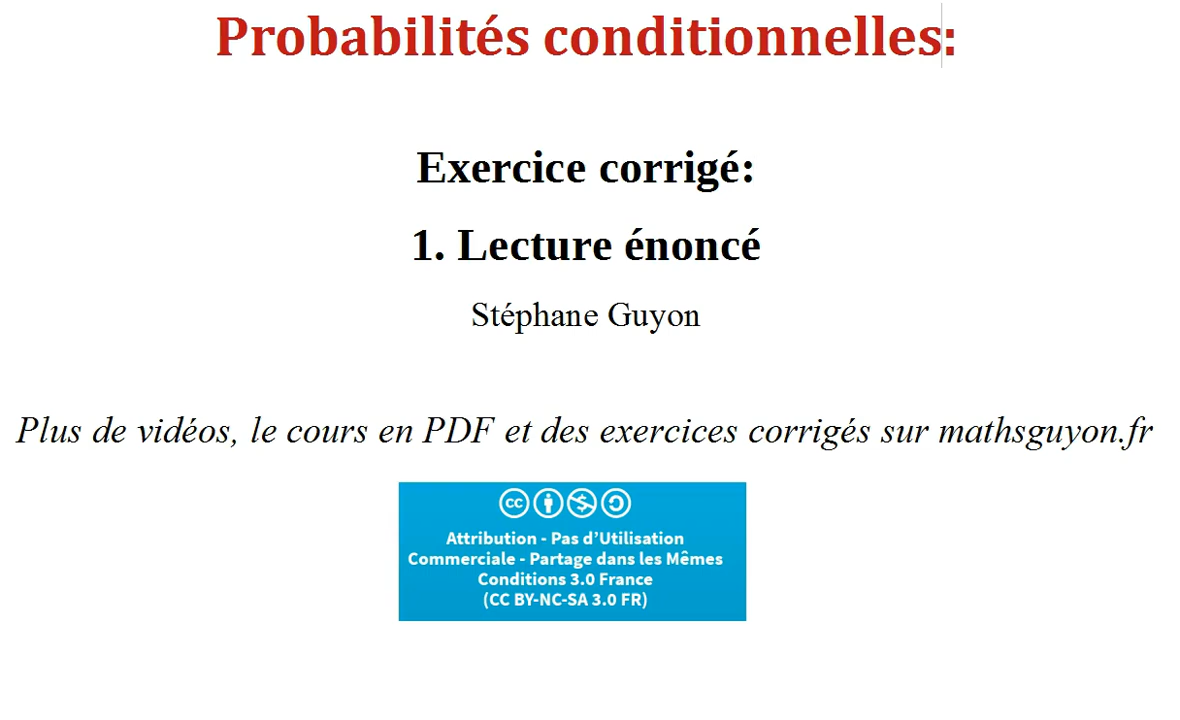 Probabilités conditionnelles:
Exercice corrigé:
1. Lecture énoncé
Stéphane Guyon
Plus de vidéos, le cours en PDF et des exercices corrigés sur mathsguyon.fr
cc
Attribution - Pas d’Utilisation
Commerciale - Partage dans les Mêmes
Conditions 3.0 France
(CC BY-NC-SA 3.0 FR)